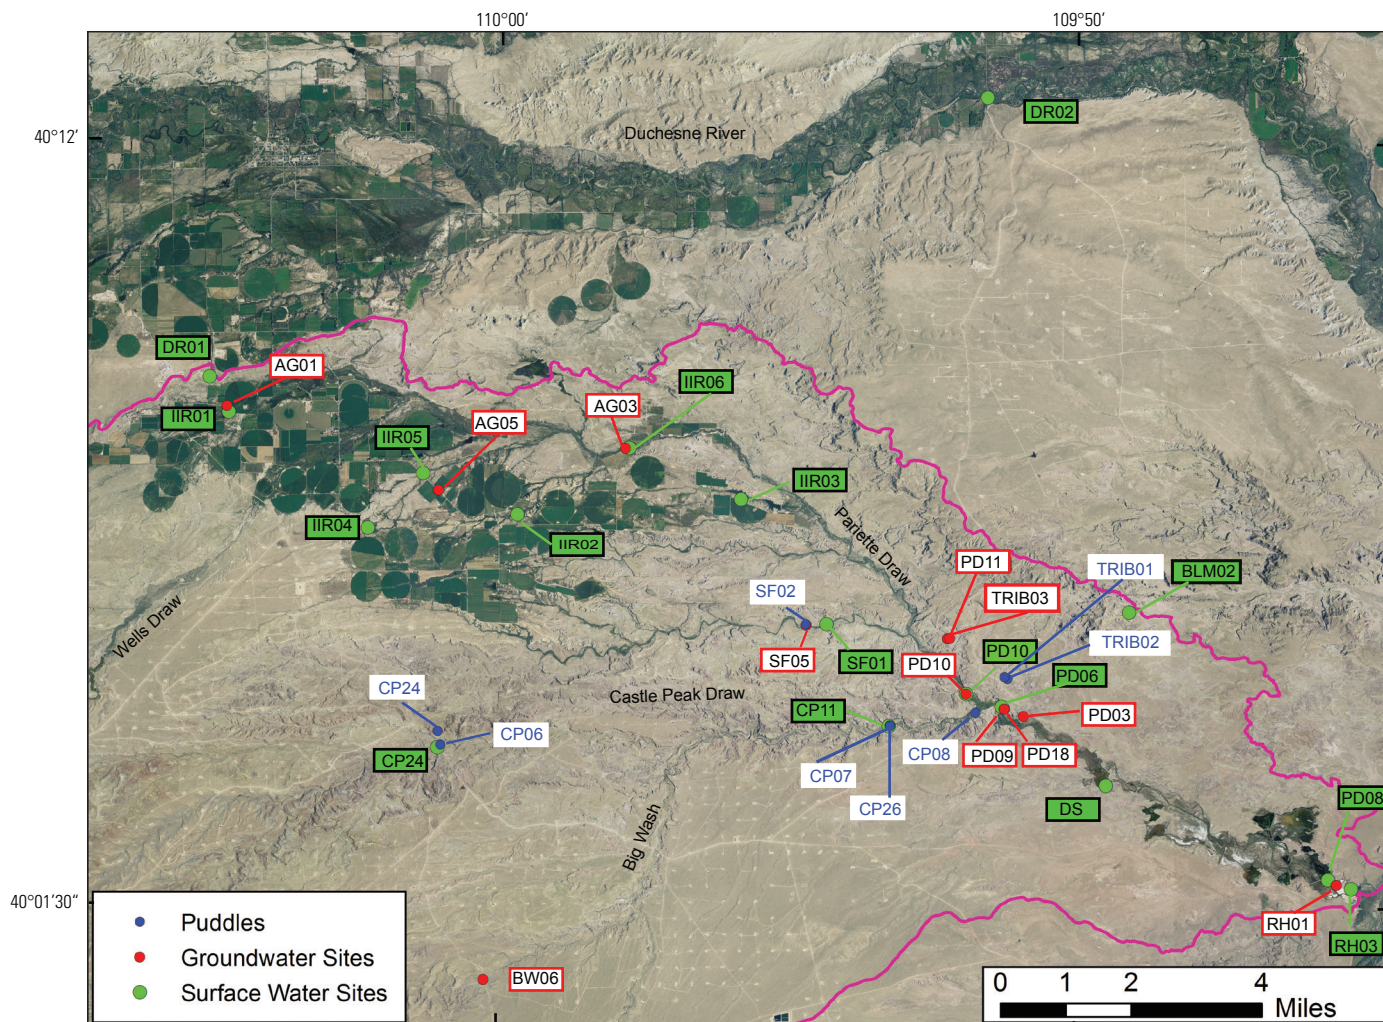 110°00'
109°50'
40°12'
Duchesne River
DR02
DR01
AG01
IIR01
AG05
AG03
IIR06
IIR05
IIR03
IIR04
IIR02
Pariette Draw
PD11
TRIB01
BLM02
TRIB03
SF02
TRIB02
Wells Draw
SF05
SF01
PD10
PD10
PD06
Castle Peak Draw
CP24
CP11
PD03
CP06
CP24
CP07
CP08
PD09
PD18
CP26
DS
PD08
Big Wash
40°01'30"
RH01
RH03
BW06
Puddles
Groundwater Sites
Surface Water Sites
0 1 2 4
Miles